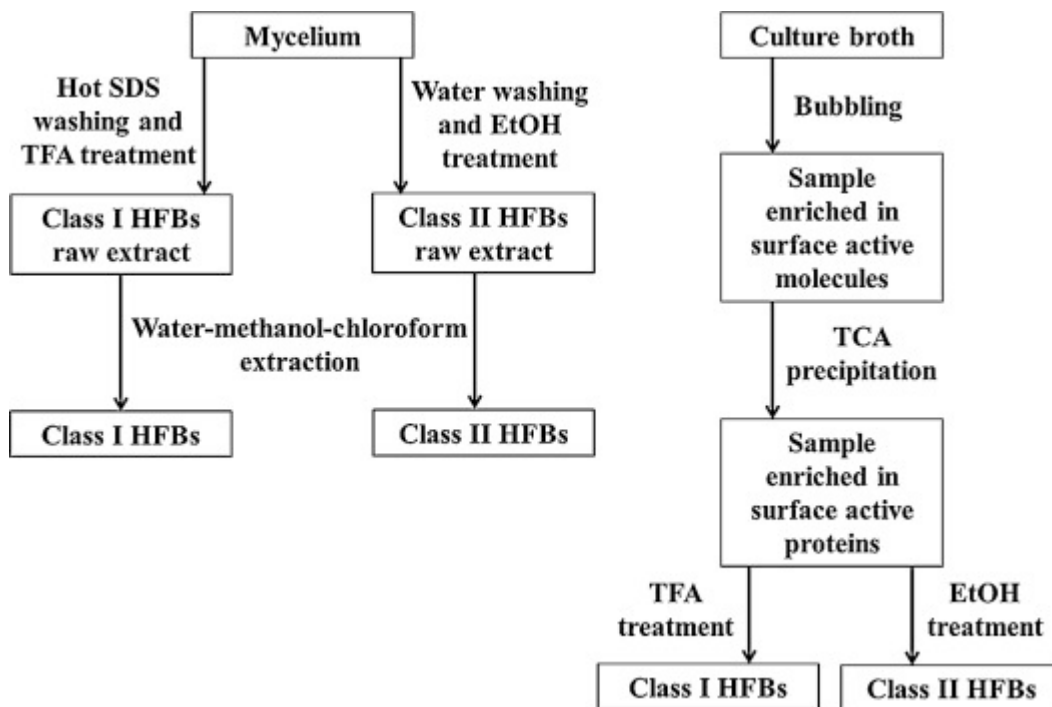 Mycelium
Hot SDS
washing and
TFA treatment
Water washing
and EtOH
treatment
Class I HFBs
raw extract
Class II HFBs
raw extract
Water-methanol-chloroform
extraction
Class I HFBs
Class II HFBs
Culture broth
Bubbling
Sample
enriched in
surface active
molecules
TCA
precipitation
Sample
enriched in
surface active
proteins
TFA
treatment
EtOH
treatment
Class I HFBs
Class II HFBs